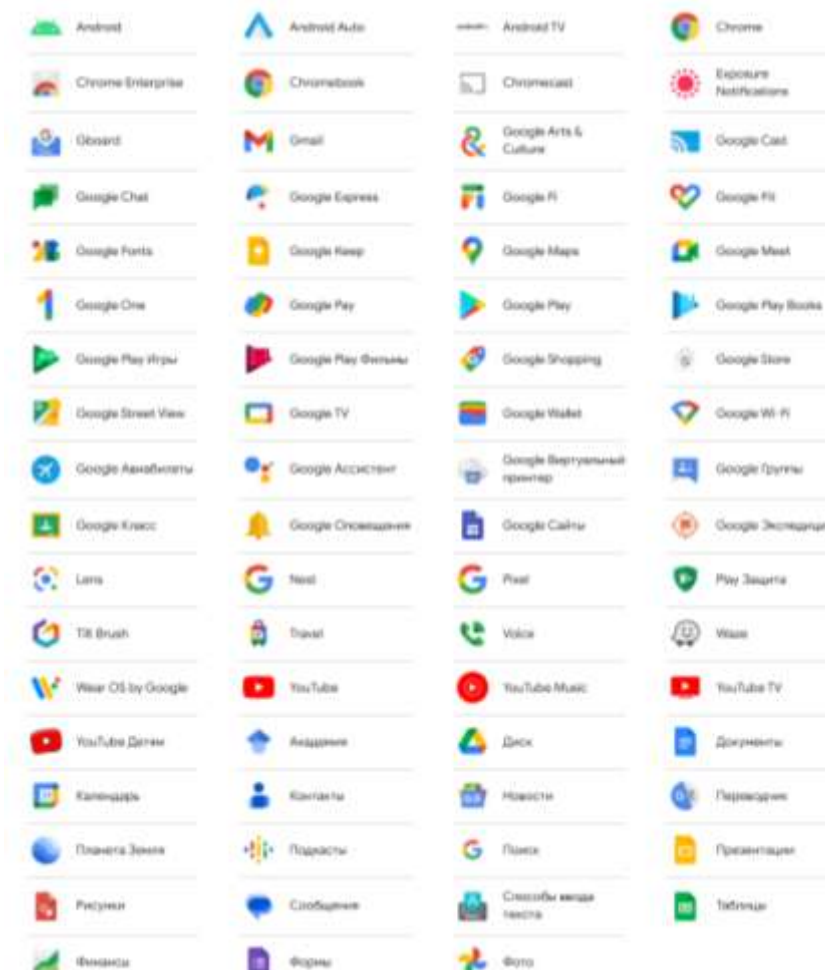 Android
Android Auto
Android TV
Chrome
Chrome Enterprise
Chromebook
Chromecast
Exposure
Notifications
Gboard
Gmail
Google Arts &
Culture
Google Cast
Google Chat
Google Express
Google Fi
Google Fit
Google Fonts
Google Keep
Google Maps
Google Meet
Google One
Google Pay
Google Play
Google Play Books
Google Play Игры
Google Play Фильмы
Google Shopping
Google Store
Google Street View
Google TV
Google Wallet
Google Wi-Fi
Google Авиабилеты
Google Ассистент
Google Виртуальный
принтер
Google Группы
Google Класс
Google Оповещения
Google Сайты
Google
Lens
Nest
Pixel
Play Защита
Tilt Brush
Travel
Voice
Waze
Wear OS by Google
YouTube
YouTube Music
YouTube TV
YouTube Детям
Академия
Диск
Документы
Календарь
Контакты
Новости
Переводчик
Планета Земля
Подкасты
Поиск
Презентации
Рисунки
Сообщения
Способы ввода
текста
Таблицы
Финансы
Формы
Фото